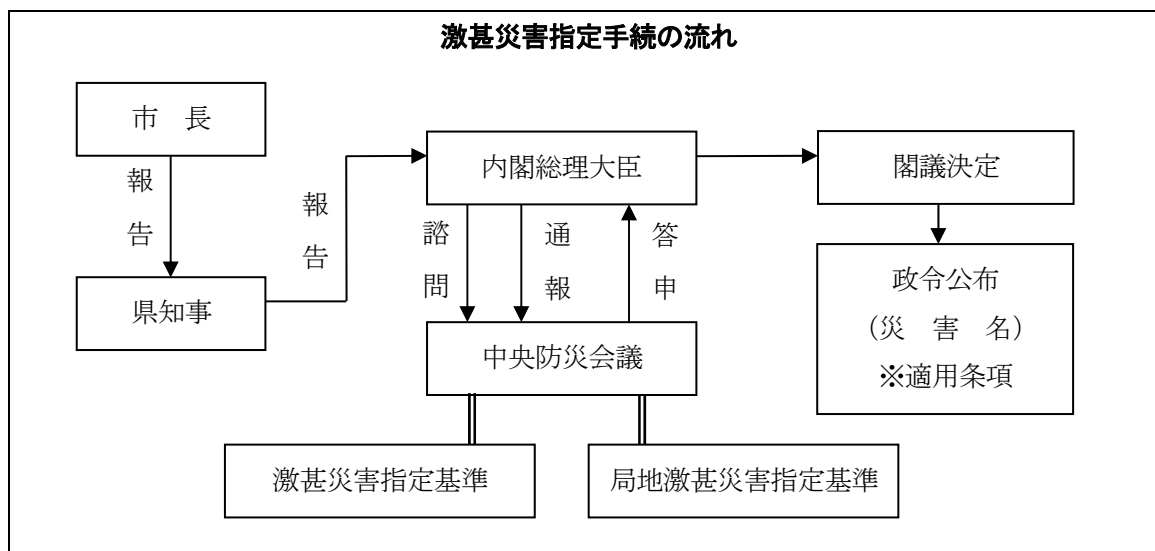 激甚災害指定手続の流れ
市　長
報告
県知事
報告
内閣総理大臣
諮問
通報
答申
中央防災会議
激甚災害指定基準
局地激甚災害指定基準
閣議決定
政令公布
（災　害　名）
※適用条項